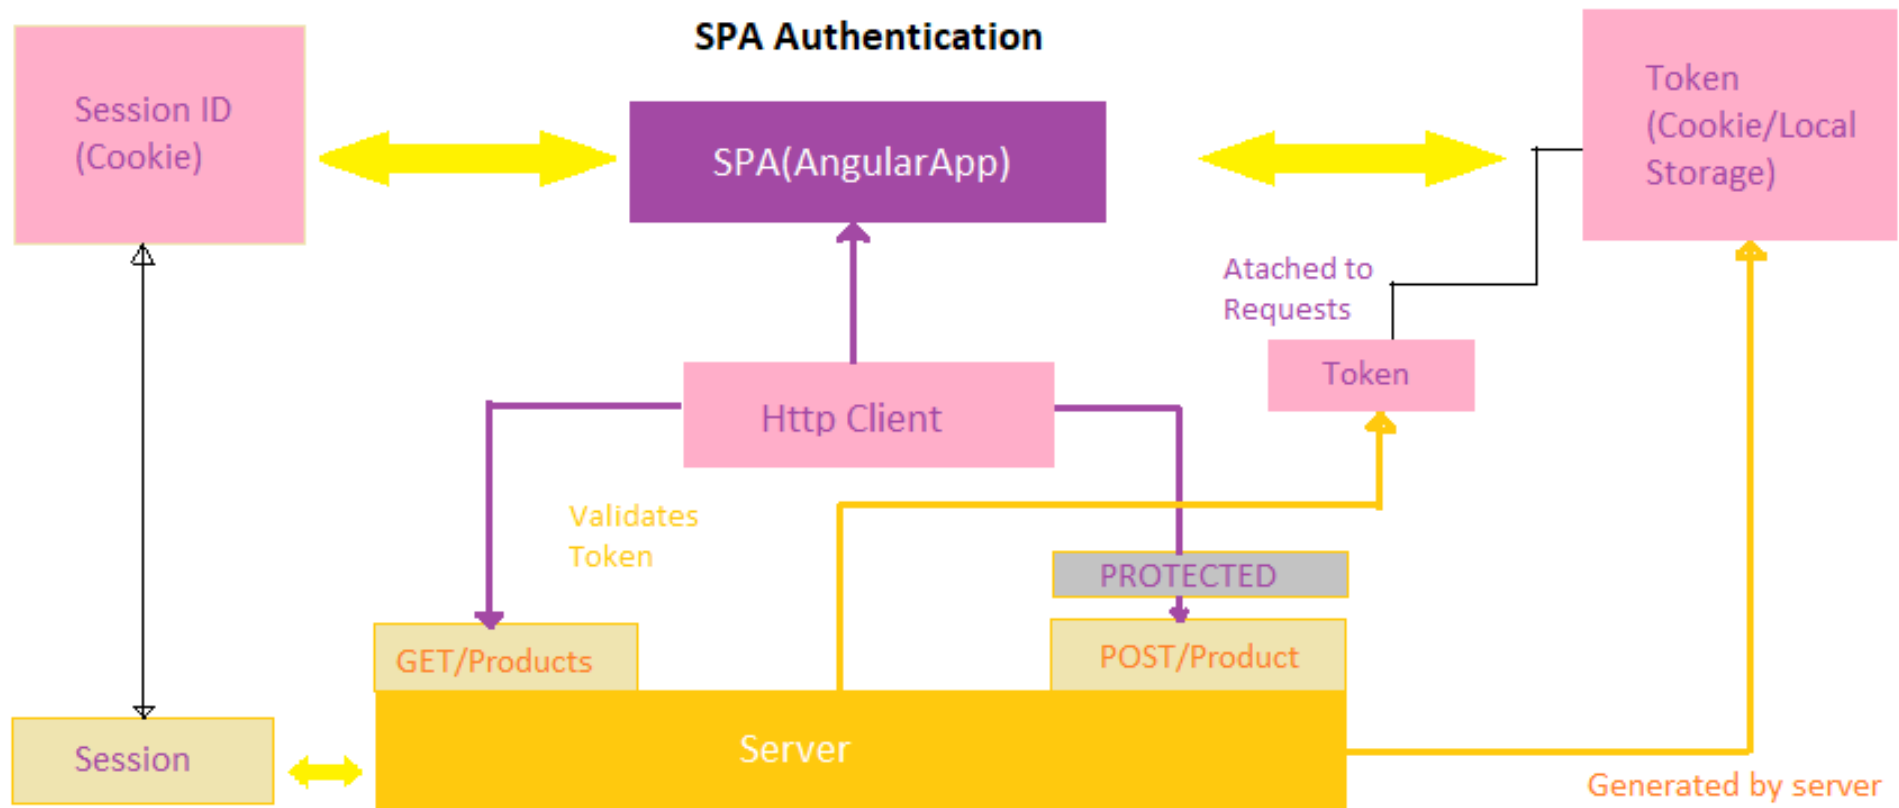 SPA Authentication
Session ID
(Cookie)
SPA(AngularApp)
Token
(Cookie/Local
Storage)
Atached to
Requests
Token
Http Client
Validates
Token
PROTECTED
GET/Products
POST/Product
Session
Server
Generated by server